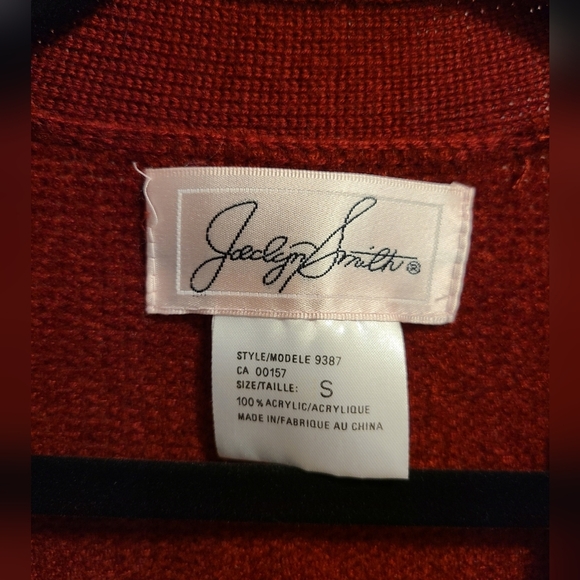 Jaclyn Smith®
STYLE/MODELE 9387
CA 00157
SIZE/TAILLE: S
100% ACRYLIC/ACRYLIQUE
MADE IN/FABRIQUE AU CHINA